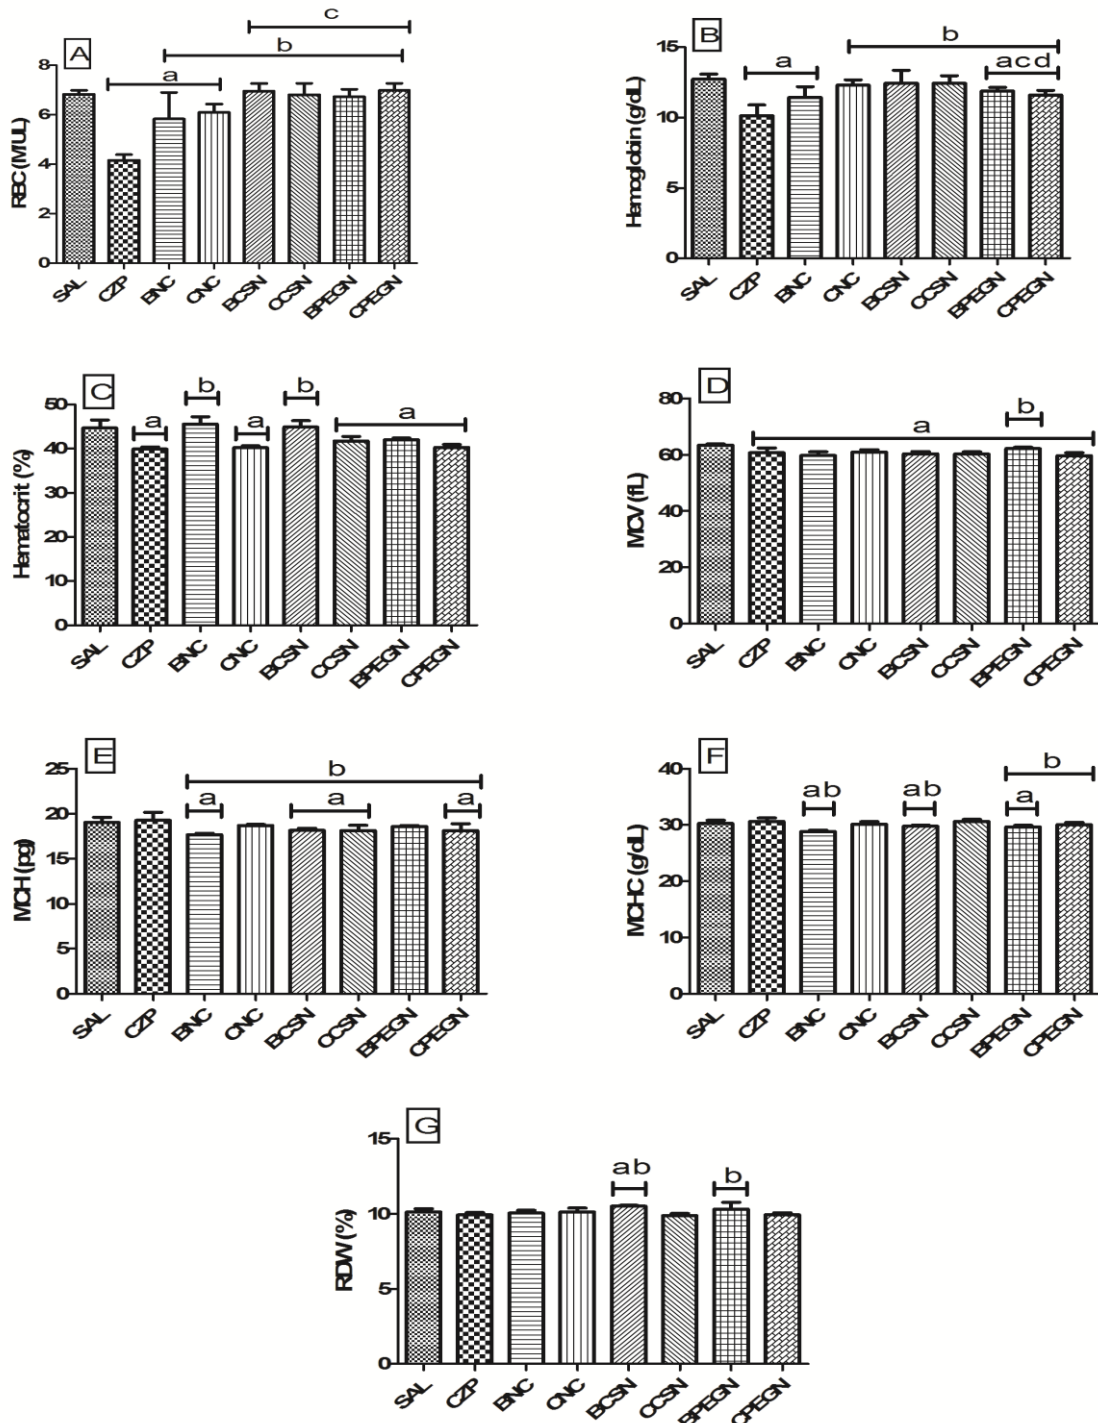 A
c
b
a
8
6
4
2
0
RBC (M/UL)
SAL CZP BNC CNC BCSN CCSN BPEGN CPEGN
B
b
a
acd
15
10
5
0
Hemoglobin (g/dL)
SAL CZP BNC CNC BCSN CCSN BPEGN CPEGN
C
b b
a a a
50
40
30
20
10
0
Hematocrit (%)
SAL CZP BNC CNC BCSN CCSN BPEGN CPEGN
D
b
a
80
60
40
20
0
MCV (fL)
SAL CZP BNC CNC BCSN CCSN BPEGN CPEGN
E
b
a a a
25
20
15
10
5
0
MCH (pg)
SAL CZP BNC CNC BCSN CCSN BPEGN CPEGN
F
b
ab ab a
40
30
20
10
0
MCHC (g/dL)
SAL CZP BNC CNC BCSN CCSN BPEGN CPEGN
G
ab b
15
10
5
0
RDW (%)
SAL CZP BNC CNC BCSN CCSN BPEGN CPEGN